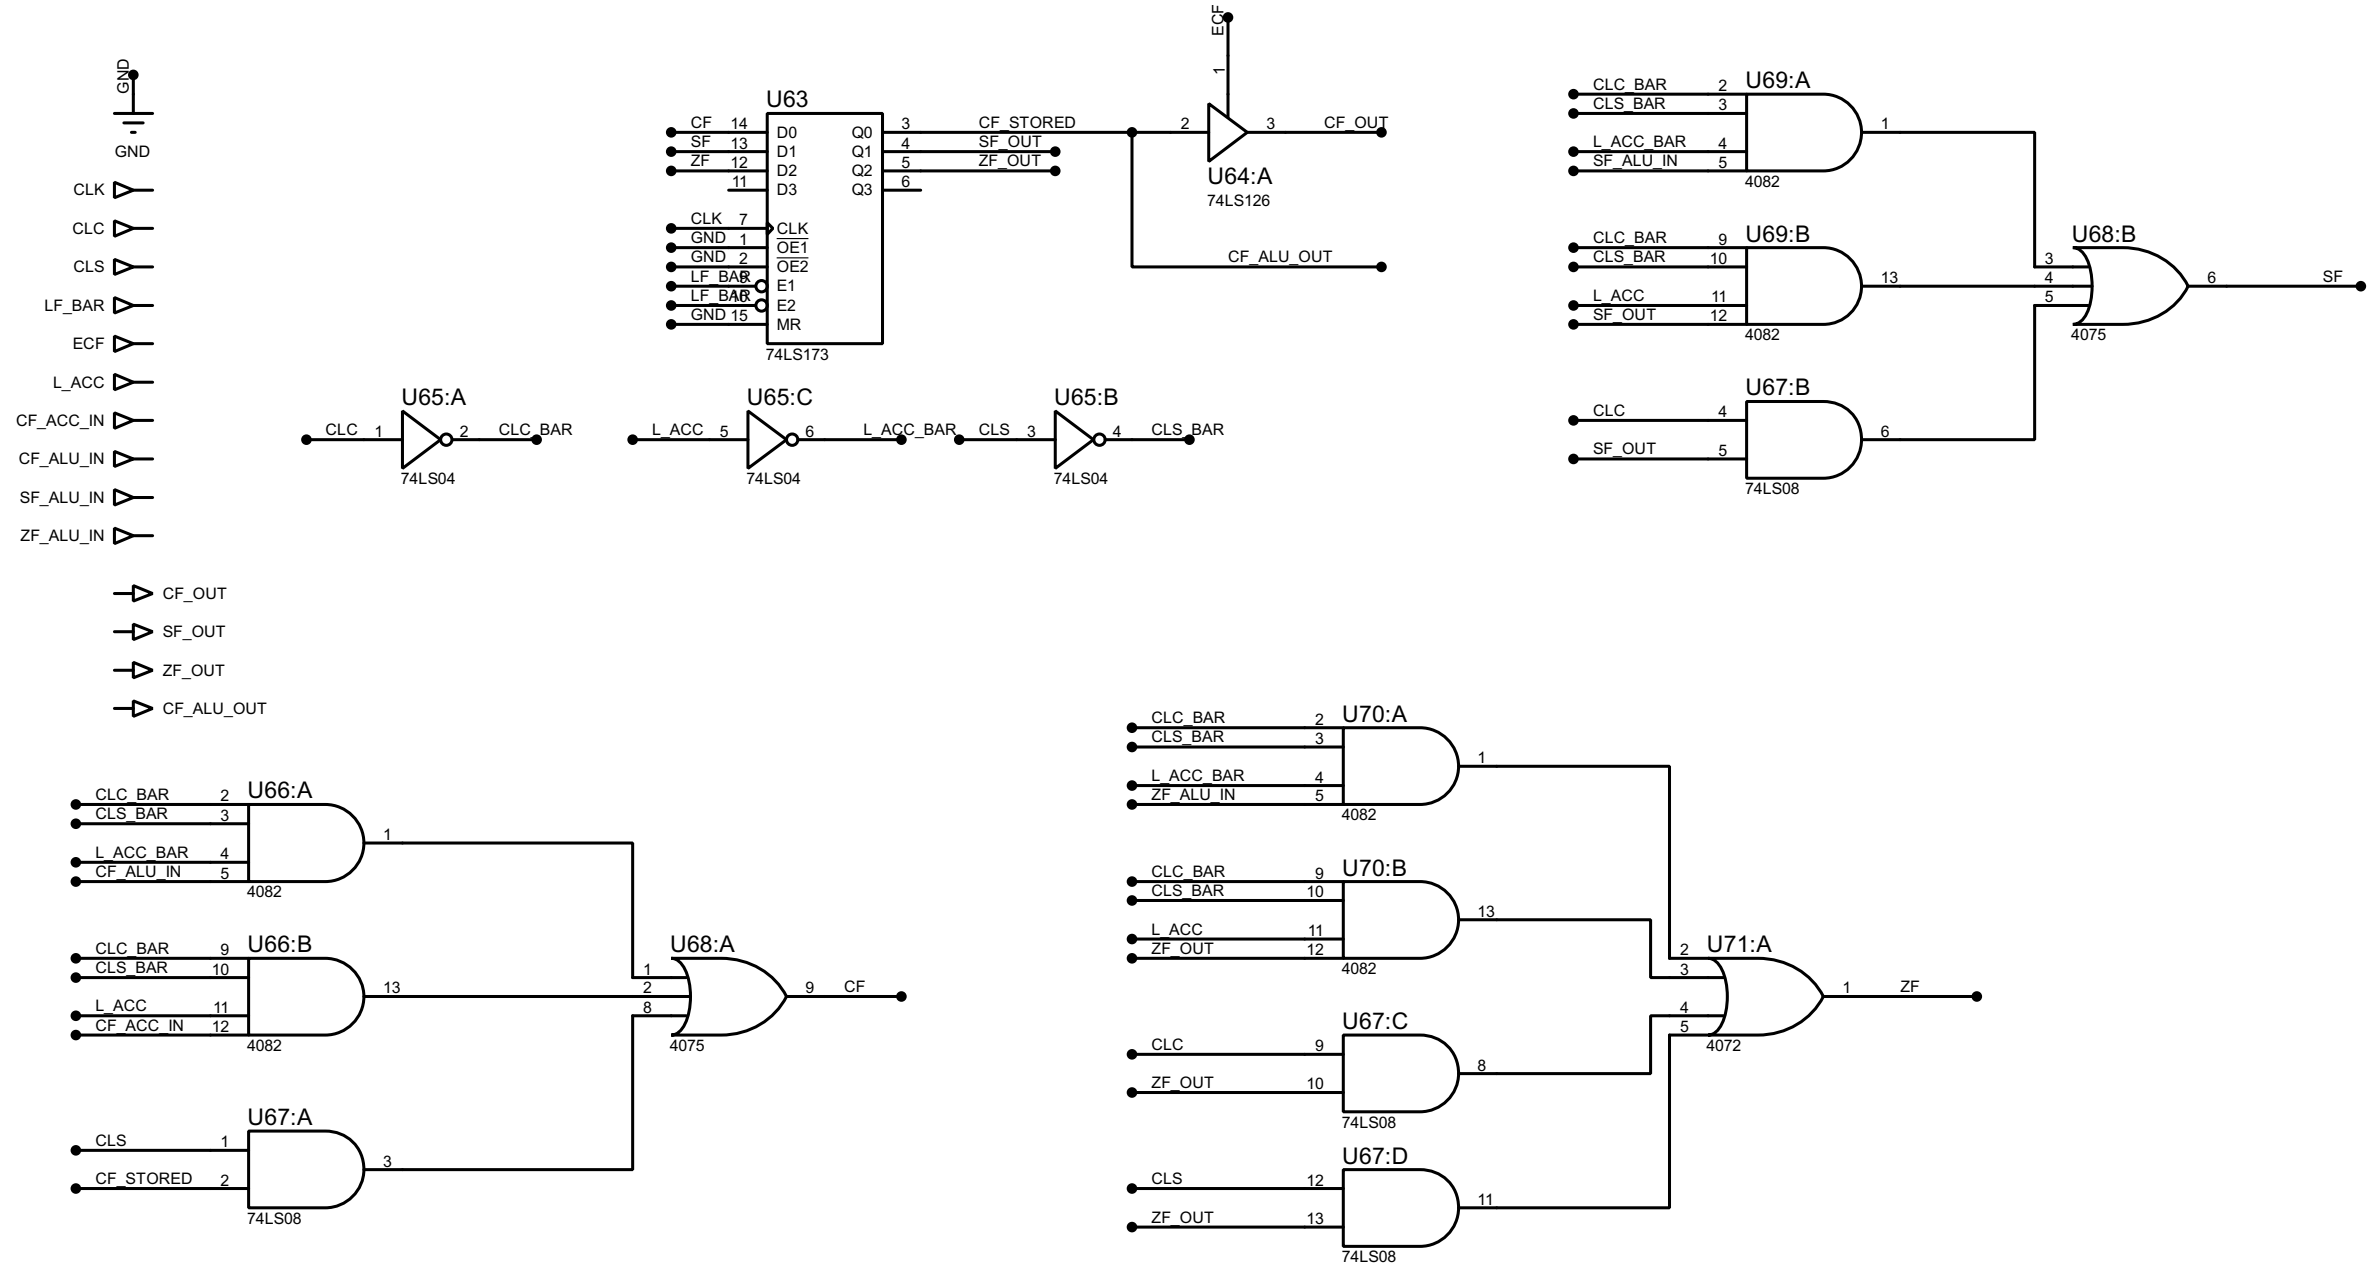 GND
GND
CLK
CLC
CLS
LF_BAR
ECF
L_ACC
CF_ACC_IN
CF_ALU_IN
SF_ALU_IN
ZF_ALU_IN
CF_OUT
SF_OUT
ZF_OUT
CF_ALU_OUT
U63
CF 14 D0 Q0 3 CF_STORED
SF 13 D1 Q1 4 SF_OUT
ZF 12 D2 Q2 5 ZF_OUT
11 D3 Q3 6
CLK 7 CLK
GND 1 OE1
GND 2 OE2
LF_BAR 9 E1
LF_BAR 10 E2
GND 15 MR
74LS173
ECF
1
2 3 CF_OUT
U64:A
74LS126
CF_ALU_OUT
U65:A
CLC 1 2 CLC_BAR
74LS04
U65:C
L_ACC 5 6 L_ACC_BAR
74LS04
U65:B
CLS 3 4 CLS_BAR
74LS04
U69:A
CLC_BAR 2
CLS_BAR 3
1
L_ACC_BAR 4
SF_ALU_IN 5
4082
U69:B
CLC_BAR 9
CLS_BAR 10
13
L_ACC 11
SF_OUT 12
4082
U67:B
CLC 4
6
SF_OUT 5
74LS08
U68:B
3
4
5
6 SF
4075
U66:A
CLC_BAR 2
CLS_BAR 3
1
L_ACC_BAR 4
CF_ALU_IN 5
4082
U66:B
CLC_BAR 9
CLS_BAR 10
13
L_ACC 11
CF_ACC_IN 12
4082
U67:A
CLS 1
3
CF_STORED 2
74LS08
U68:A
1
2
8
9 CF
4075
U70:A
CLC_BAR 2
CLS_BAR 3
1
L_ACC_BAR 4
ZF_ALU_IN 5
4082
U70:B
CLC_BAR 9
CLS_BAR 10
13
L_ACC 11
ZF_OUT 12
4082
U67:C
CLC 9
8
ZF_OUT 10
74LS08
U67:D
CLS 12
11
ZF_OUT 13
74LS08
U71:A
2
3
4
5
1 ZF
4072